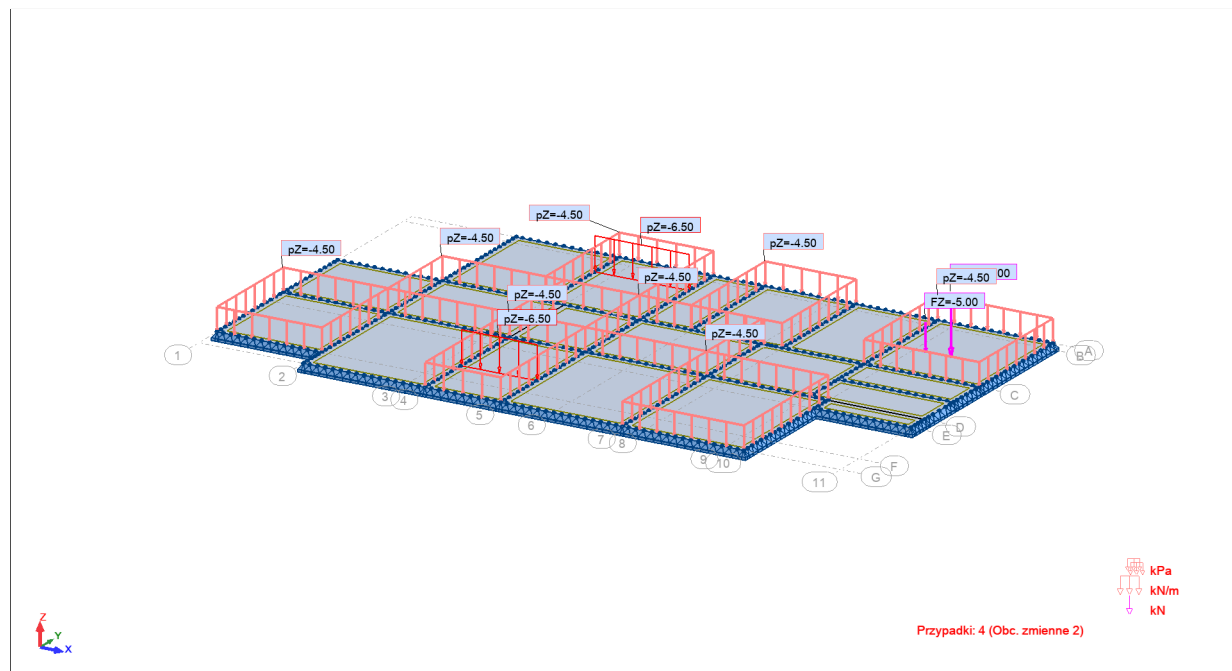 pZ=-4.50
pZ=-6.50
pZ=-4.50
pZ=-4.50
pZ=-4.50
pZ=-4.50
00
pZ=-4.50
pZ=-4.50
FZ=-5.00
pZ=-6.50
pZ=-4.50
1
2
3
4
5
6
7
8
9
10
11
A
B
C
D
E
F
G
kPa
kN/m
kN
Przypadki: 4 (Obc. zmienne 2)
Z
Y
X